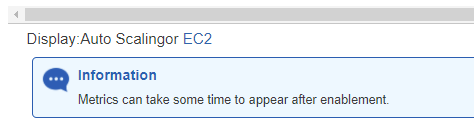 Display:Auto Scalingor EC2
Information
Metrics can take some time to appear after enablement.